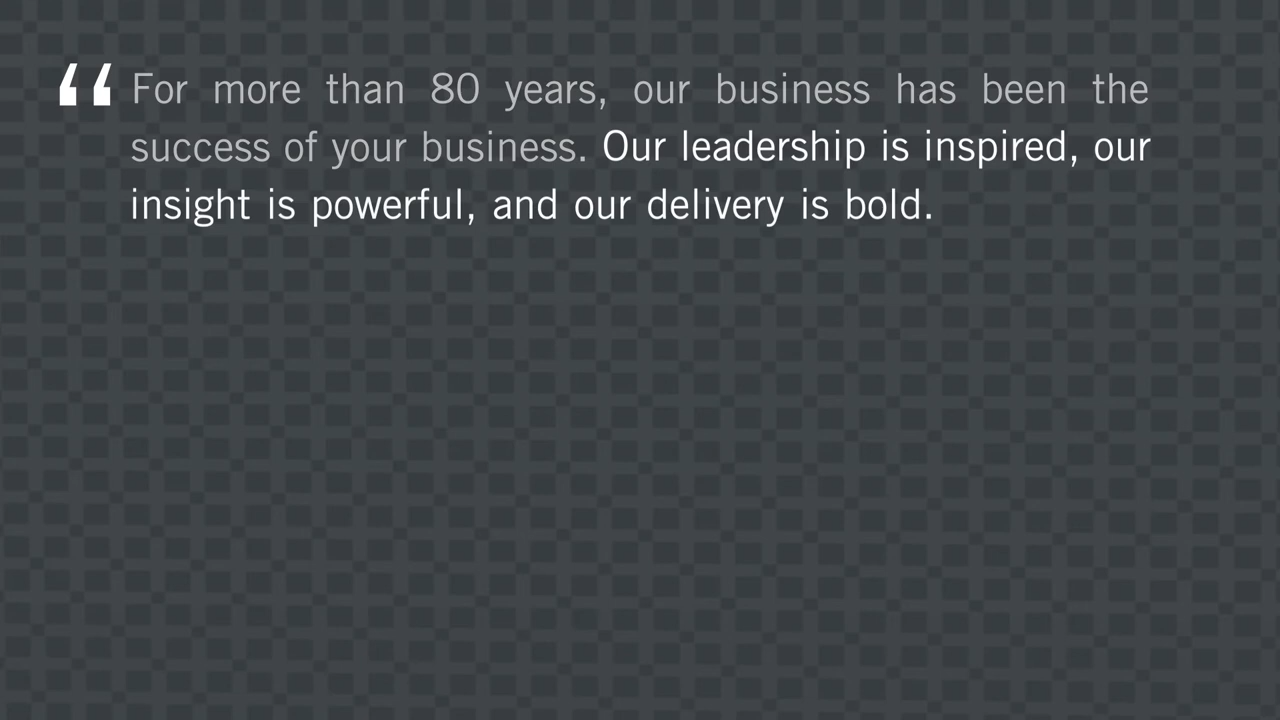 “For more than 80 years, our business has been the
success of your business. Our leadership is inspired, our
insight is powerful, and our delivery is bold.